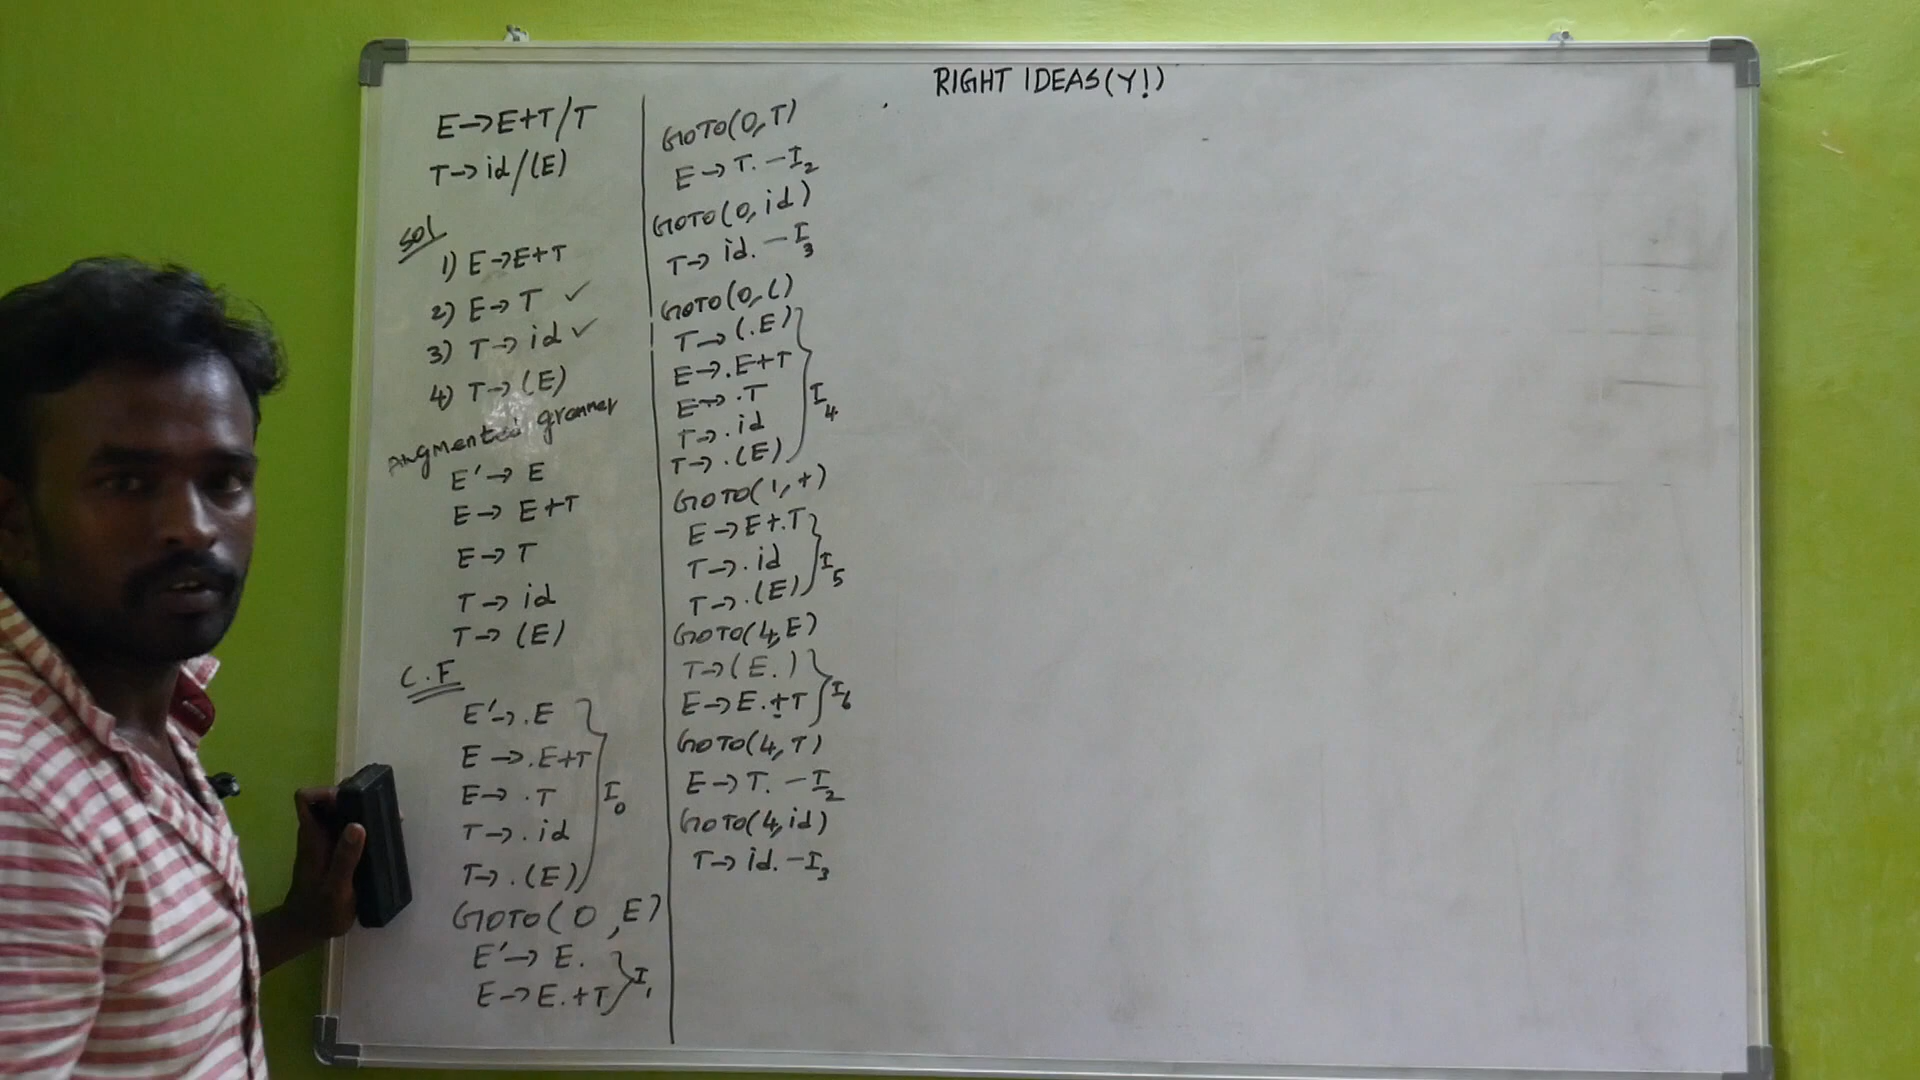 RIGHT IDEAS(Y!)
E→E+T/T
T→id/(E)
Sol
1) E→E+T
2) E→T ✓
3) T→id ✓
4) T→(E)
Augmented grammer
E'→E
E→E+T
E→T
T→id
T→(E)
C.F
E'→.E
E→.E+T
E→.T
T→.id
T→.(E)
I₀
GOTO(0,E)
E'→E.
E→E.+T
I₁
GOTO(0,T)
E→T. –I₂
GOTO(0,id)
T→id. –I₃
GOTO(0,()
T→(.E)
E→.E+T
E→.T
T→.id
T→.(E)
I₄
GOTO(1,+)
E→E+.T
T→.id
T→.(E)
I₅
GOTO(4,E)
T→(E.)
E→E.+T
I₆
GOTO(4,T)
E→T. –I₂
GOTO(4,id)
T→id. –I₃